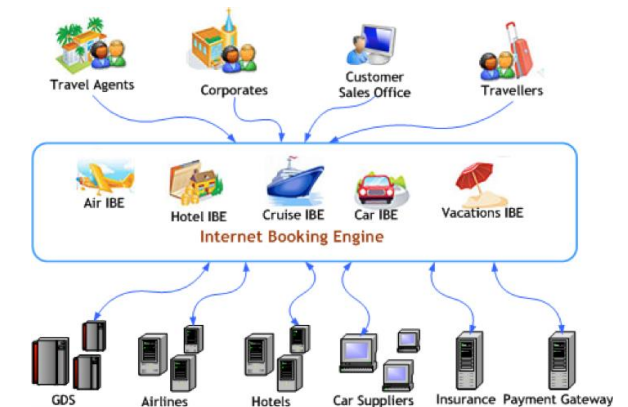 Travel Agents
Corporates
Customer
Sales Office
Travellers
Air IBE
Hotel IBE
Cruise IBE
Car IBE
Vacations IBE
Internet Booking Engine
GDS
Airlines
Hotels
Car Suppliers
Insurance
Payment Gateway